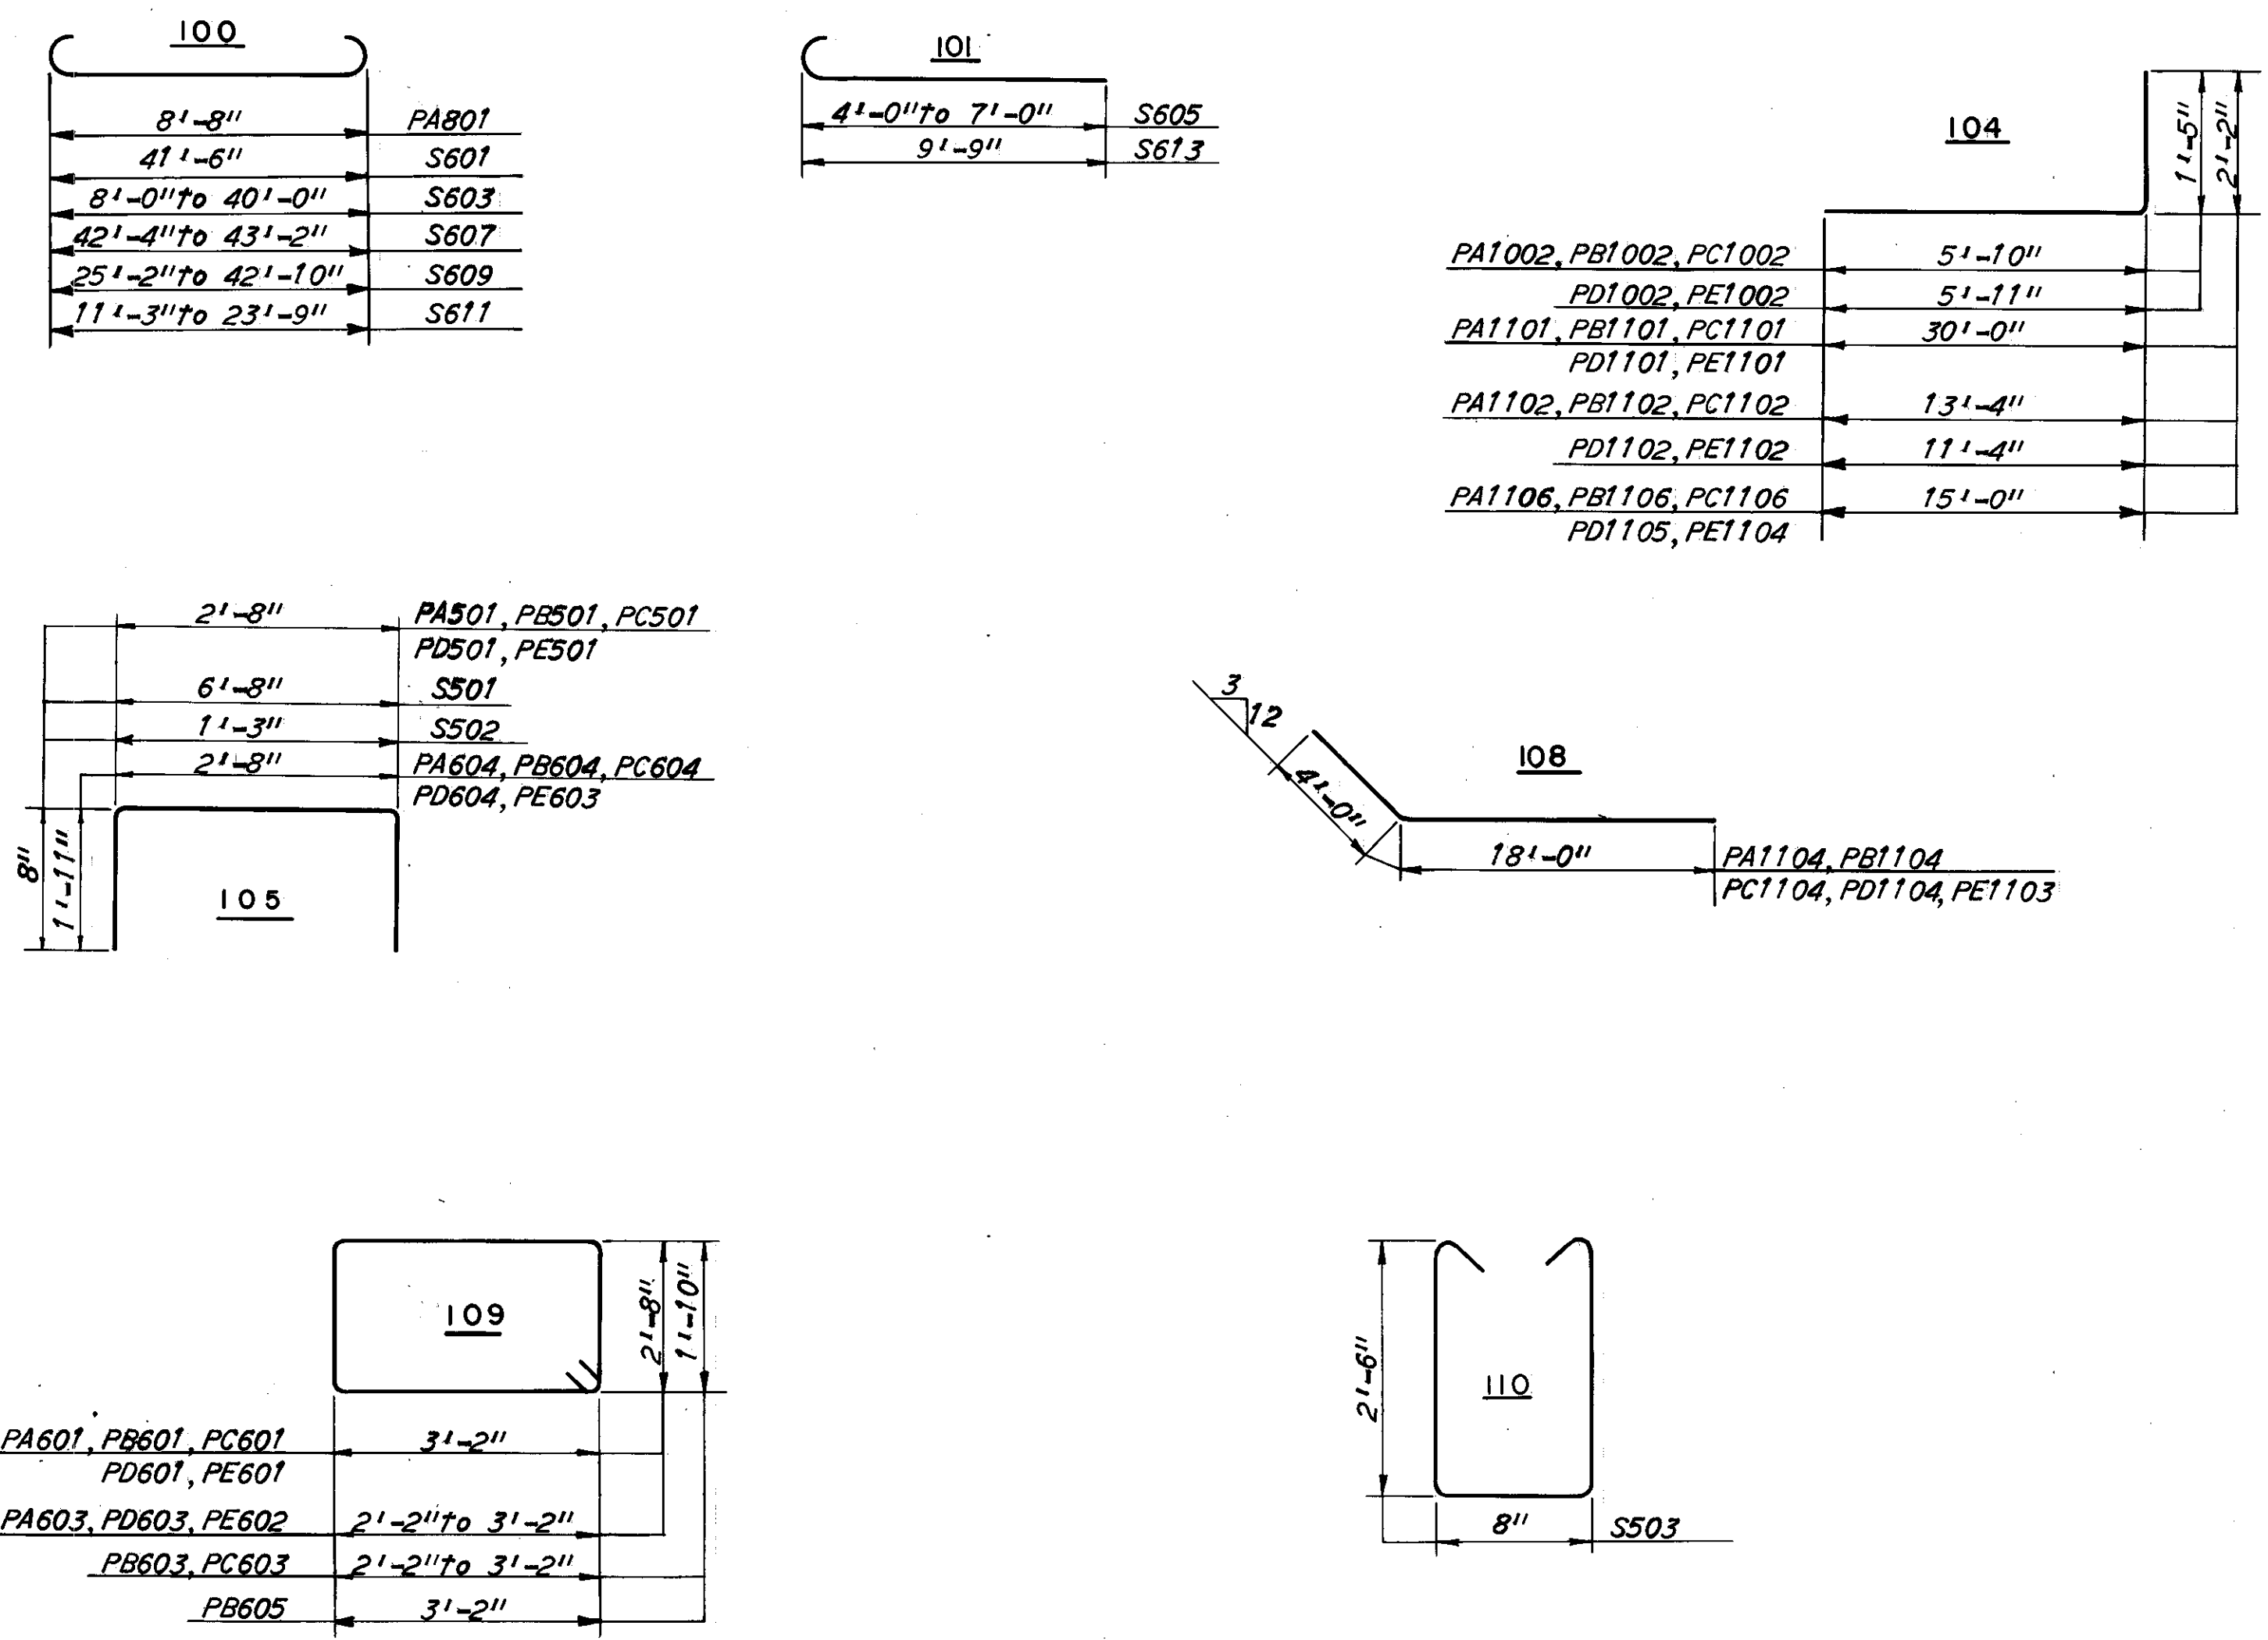 100
8'-8" PA801
41'-6" S601
8'-0" to 40'-0" S603
42'-4" to 43'-2" S607
25'-2" to 42'-10" S609
11'-3" to 23'-9" S611
101
4'-0" to 7'-0" S605
9'-9" S613
104
1'-5"
2'-2"
PA1002, PB1002, PC1002 5'-10"
PD1002, PE1002 5'-11"
PA1101, PB1101, PC1101 30'-0"
PD1101, PE1101
PA1102, PB1102, PC1102 13'-4"
PD1102, PE1102 11'-4"
PA1106, PB1106, PC1106 15'-0"
PD1105, PE1104
2'-8" PA501, PB501, PC501
PD501, PE501
6'-8" S501
1'-3" S502
2'-8" PA604, PB604, PC604
PD604, PE603
8"
1'-11"
105
3
12
4'-0"
108
18'-0" PA1104, PB1104
PC1104, PD1104, PE1103
109
2'-8"
1'-10"
PA601, PB601, PC601 3'-2"
PD601, PE601
PA603, PD603, PE602 2'-2" to 3'-2"
PB603, PC603 2'-2" to 3'-2"
PB605 3'-2"
2'-6"
110
8" S503